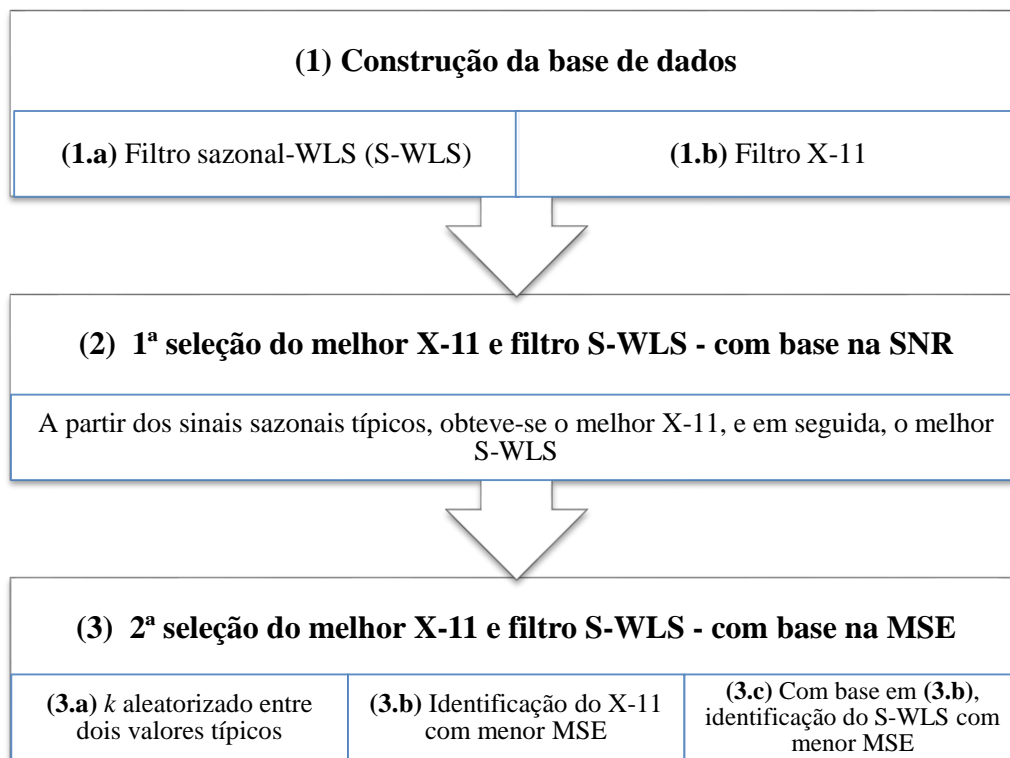 (1) Construção da base de dados
(1.a) Filtro sazonal-WLS (S-WLS)
(1.b) Filtro X-11
(2) 1ª seleção do melhor X-11 e filtro S-WLS - com base na SNR
A partir dos sinais sazonais típicos, obteve-se o melhor X-11, e em seguida, o melhor
S-WLS
(3) 2ª seleção do melhor X-11 e filtro S-WLS - com base na MSE
(3.a) k aleatorizado entre
dois valores típicos
(3.b) Identificação do X-11
com menor MSE
(3.c) Com base em (3.b),
identificação do S-WLS com
menor MSE